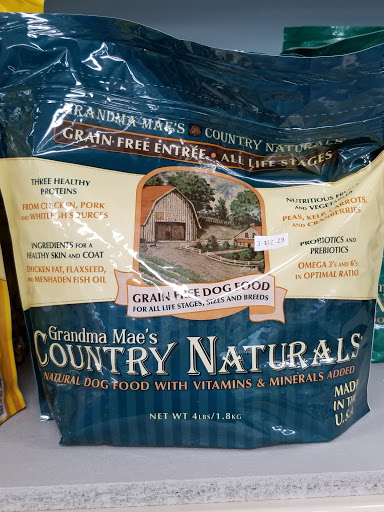 GRANDMA MAE'S COUNTRY NATURALS
GRAIN-FREE ENTRÉE • ALL LIFE STAGES
THREE HEALTHY
PROTEINS
FROM CHICKEN, PORK
AND WHITEFISH SOURCES
INGREDIENTS FOR A
HEALTHY SKIN AND COAT
CHICKEN FAT, FLAXSEED,
AND MENHADEN FISH OIL
NUTRITIOUS FRUITS
AND VEGETABLES
CARROTS,
PEAS, KELP
AND CRANBERRIES
PROBIOTICS AND
PREBIOTICS
OMEGA 3'S AND 6'S
IN OPTIMAL RATIO
GRAIN FREE DOG FOOD
FOR ALL LIFE STAGES, SIZES AND BREEDS
Grandma Mae's
COUNTRY NATURALS
NATURAL DOG FOOD WITH VITAMINS & MINERALS ADDED
MADE
IN THE
U.S.A.
NET WT 4LBS/1.8KG